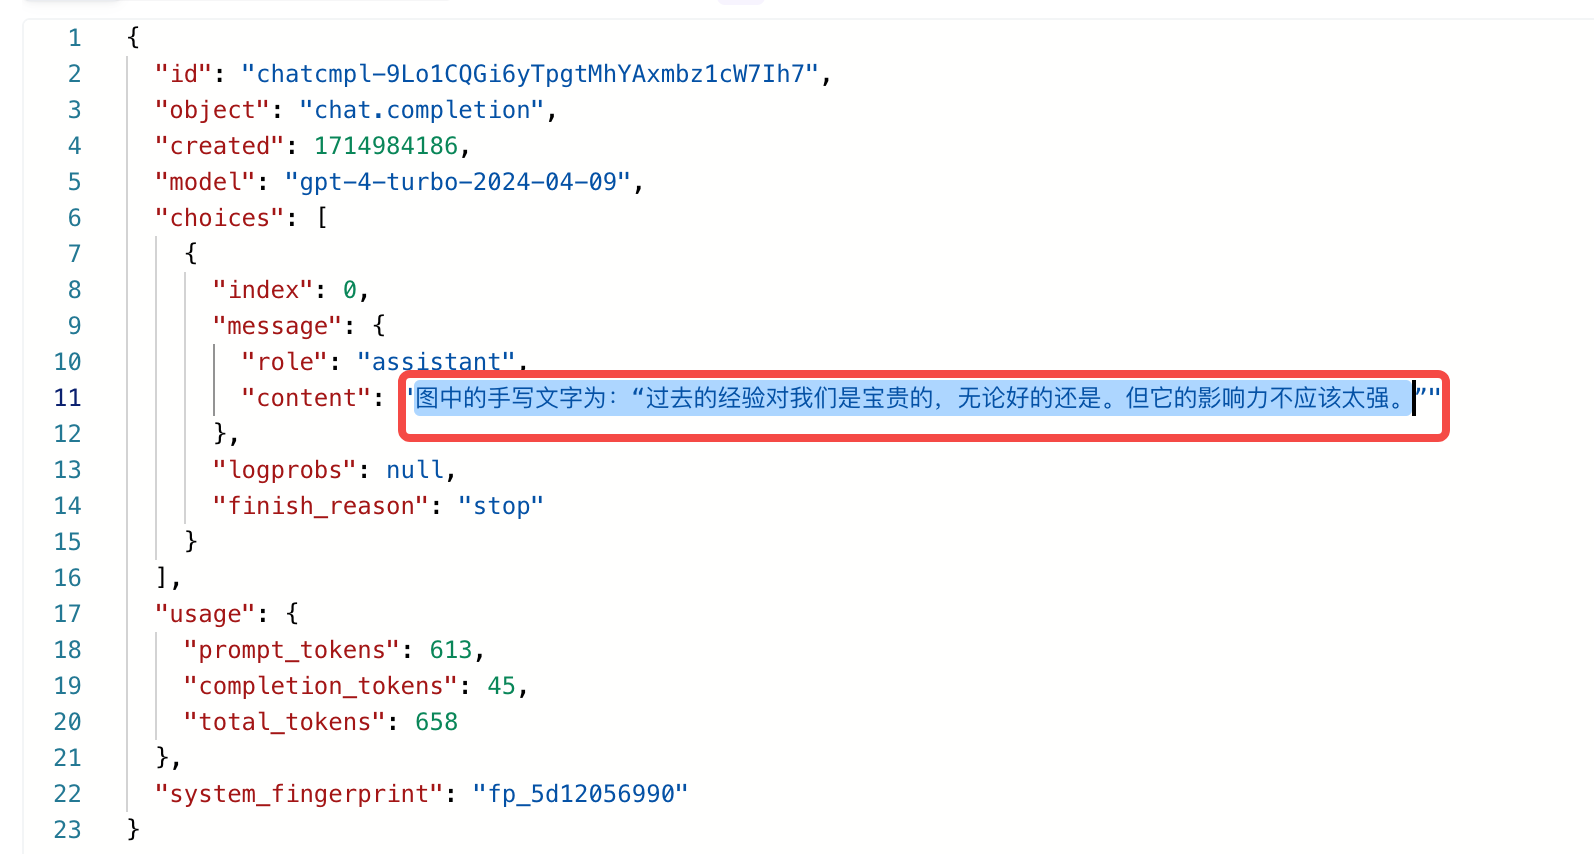 1 {
2 "id": "chatcmpl-9Lo1CQGi6yTpgtMhYAxmbz1cW7Ih7",
3 "object": "chat.completion",
4 "created": 1714984186,
5 "model": "gpt-4-turbo-2024-04-09",
6 "choices": [
7 {
8 "index": 0,
9 "message": {
10 "role": "assistant",
11 "content": "图中的手写文字为：“过去的经验对我们是宝贵的，无论好的还是。但它的影响力不应该太强。”"
12 },
13 "logprobs": null,
14 "finish_reason": "stop"
15 }
16 ],
17 "usage": {
18 "prompt_tokens": 613,
19 "completion_tokens": 45,
20 "total_tokens": 658
21 },
22 "system_fingerprint": "fp_5d12056990"
23 }